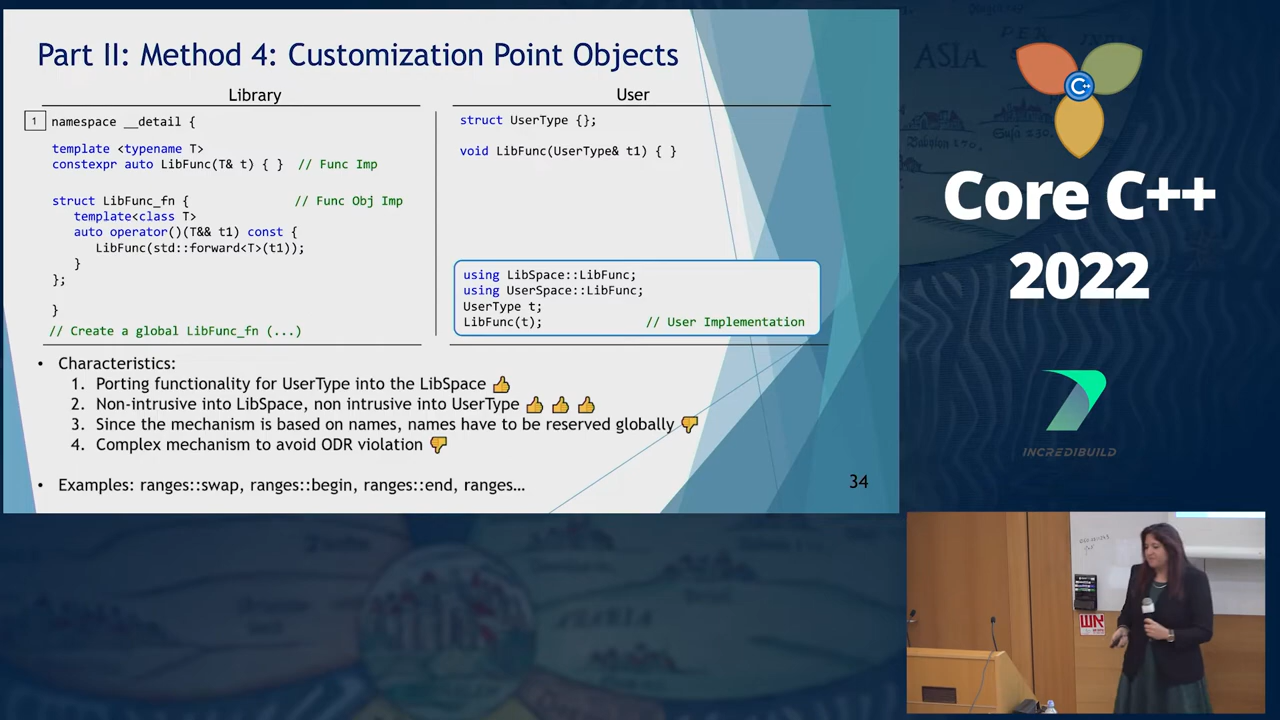 Part II: Method 4: Customization Point Objects
Library
1
namespace __detail {
template <typename T>
constexpr auto LibFunc(T& t) { } // Func Imp
struct LibFunc_fn { // Func Obj Imp
template<class T>
auto operator()(T&& t1) const {
LibFunc(std::forward<T>(t1));
}
};
}
// Create a global LibFunc_fn (...)
User
struct UserType {};
void LibFunc(UserType& t1) { }
using LibSpace::LibFunc;
using UserSpace::LibFunc;
UserType t;
LibFunc(t); // User Implementation
• Characteristics:
1. Porting functionality for UserType into the LibSpace 👍
2. Non-intrusive into LibSpace, non intrusive into UserType 👍 👍 👍
3. Since the mechanism is based on names, names have to be reserved globally 👎
4. Complex mechanism to avoid ODR violation 👎
• Examples: ranges::swap, ranges::begin, ranges::end, ranges…
34
ASIA
C++
Core C++
2022
INCREDIBUILD